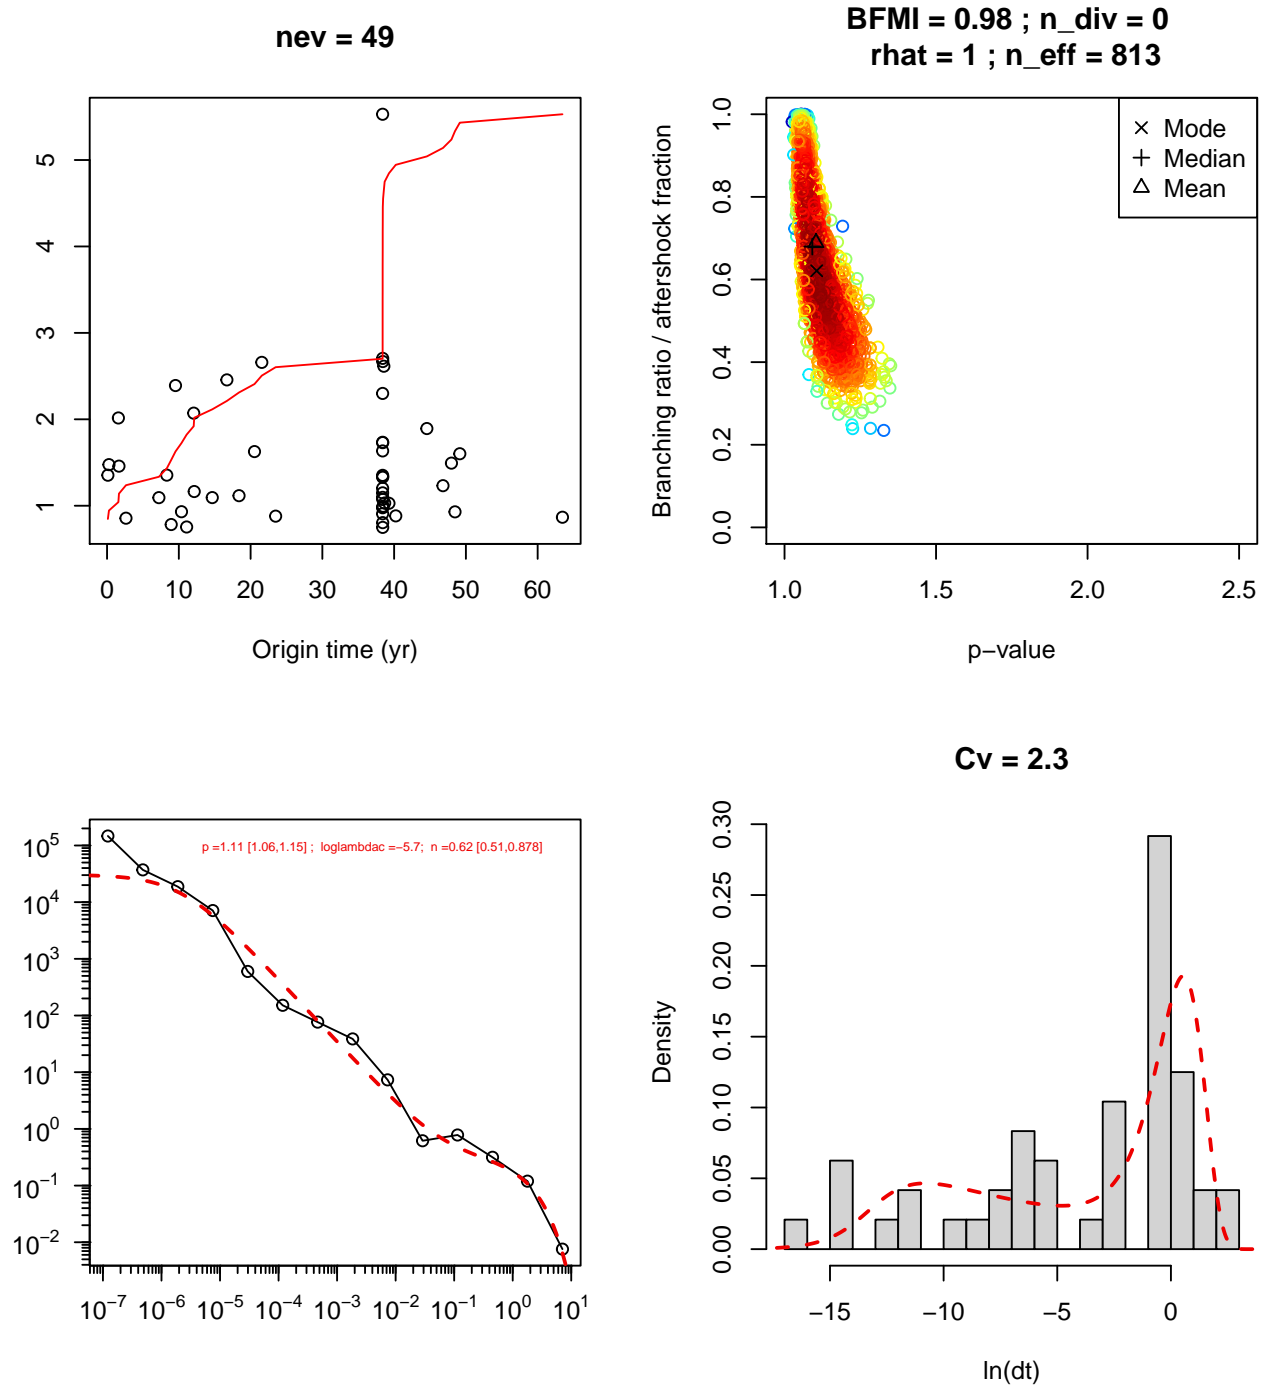 nev = 49
5
4
3
2
1
0 10 20 30 40 50 60
Origin time (yr)
BFMI = 0.98 ; n_div = 0
rhat = 1 ; n_eff = 813
Branching ratio / aftershock fraction
1.0
0.8
0.6
0.4
0.2
0.0
Mode
Median
Mean
1.0 1.5 2.0 2.5
p−value
p =1.11 [1.06,1.15] ; loglambdac =−5.7; n =0.62 [0.51,0.878]
10^5
10^4
10^3
10^2
10^1
10^0
10^−1
10^−2
10^−7 10^−6 10^−5 10^−4 10^−3 10^−2 10^−1 10^0 10^1
Cv = 2.3
Density
0.30
0.25
0.20
0.15
0.10
0.05
0.00
−15 −10 −5 0
ln(dt)